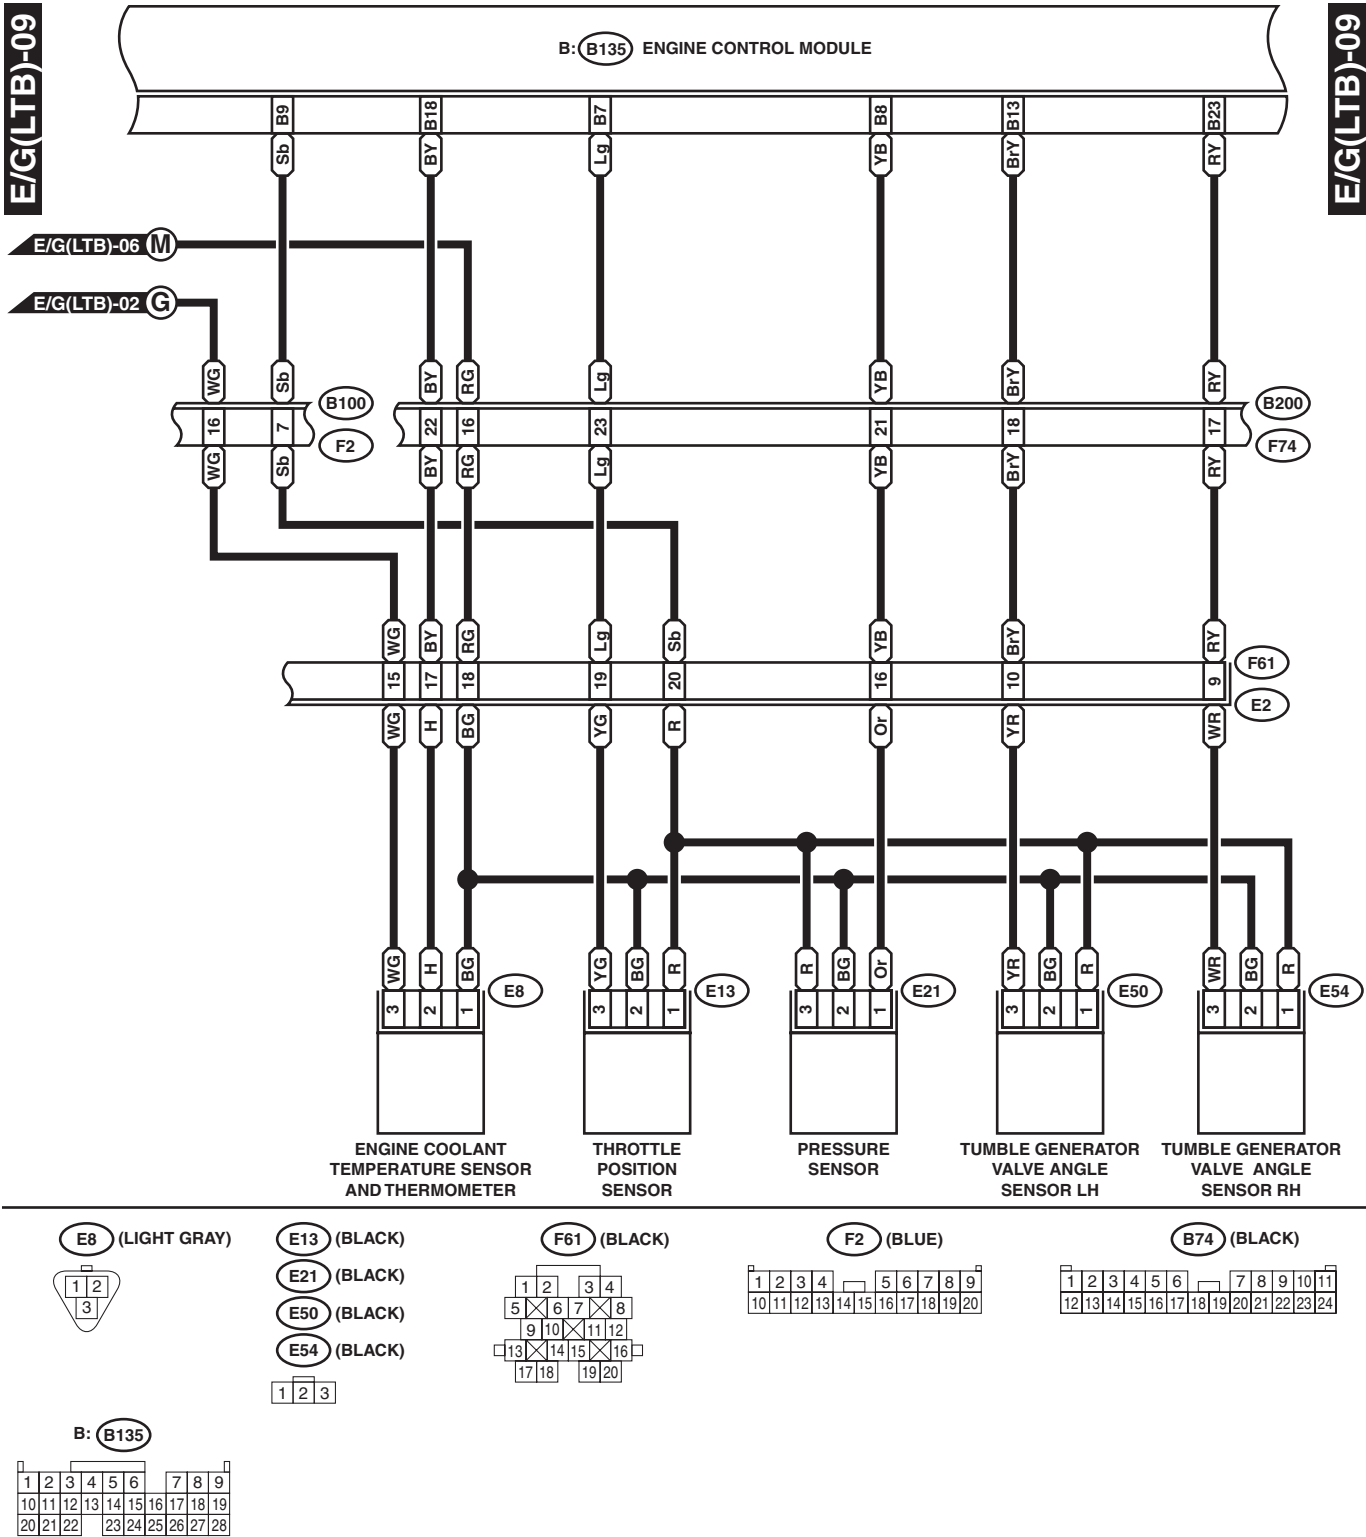 E/G(LTB)-09
E/G(LTB)-09
B: B135 ENGINE CONTROL MODULE
B9 B18 B7 B8 B13 B23
Sb BY Lg YB BrY RY
E/G(LTB)-06 M
E/G(LTB)-02 G
WG Sb BY RG Lg YB BrY RY
B100 B200
16 7 22 16 23 21 18 17
F2 F74
WG Sb BY RG Lg YB BrY RY
WG BY RG Lg Sb YB BrY RY
F61
15 17 18 19 20 16 10 9
E2
WG H BG YG R Or YR WR
WG H BG YG BG R R BG Or YR BG R WR BG R
E8 E13 E21 E50 E54
3 2 1 3 2 1 3 2 1 3 2 1 3 2 1
ENGINE COOLANT
TEMPERATURE SENSOR
AND THERMOMETER
THROTTLE
POSITION
SENSOR
PRESSURE
SENSOR
TUMBLE GENERATOR
VALVE ANGLE
SENSOR LH
TUMBLE GENERATOR
VALVE ANGLE
SENSOR RH
E8 (LIGHT GRAY)
1 2
3
E13 (BLACK)
E21 (BLACK)
E50 (BLACK)
E54 (BLACK)
1 2 3
F61 (BLACK)
1 2 3 4
5 6 7 8
9 10 11 12
13 14 15 16
17 18 19 20
F2 (BLUE)
1 2 3 4 5 6 7 8 9
10 11 12 13 14 15 16 17 18 19 20
B74 (BLACK)
1 2 3 4 5 6 7 8 9 10 11
12 13 14 15 16 17 18 19 20 21 22 23 24
B: B135
1 2 3 4 5 6 7 8 9
10 11 12 13 14 15 16 17 18 19
20 21 22 23 24 25 26 27 28